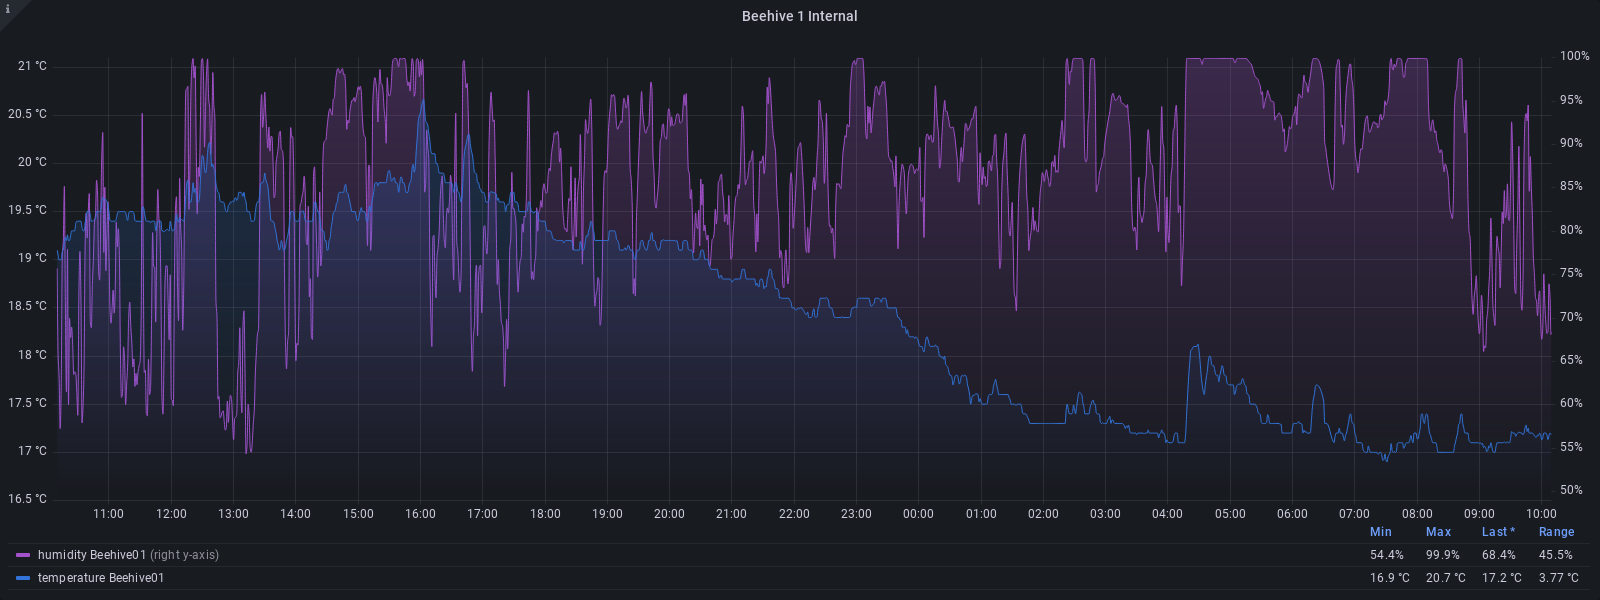 i
Beehive 1 Internal
21 °C 100%
20.5 °C 95%
20 °C 90%
19.5 °C 85%
19 °C 80%
18.5 °C 75%
18 °C 70%
17.5 °C 65%
17 °C 60%
16.5 °C 55%
50%
11:00 12:00 13:00 14:00 15:00 16:00 17:00 18:00 19:00 20:00 21:00 22:00 23:00 00:00 01:00 02:00 03:00 04:00 05:00 06:00 07:00 08:00 09:00 10:00
Min Max Last * Range
humidity Beehive01 (right y-axis) 54.4% 99.9% 68.4% 45.5%
temperature Beehive01 16.9 °C 20.7 °C 17.2 °C 3.77 °C